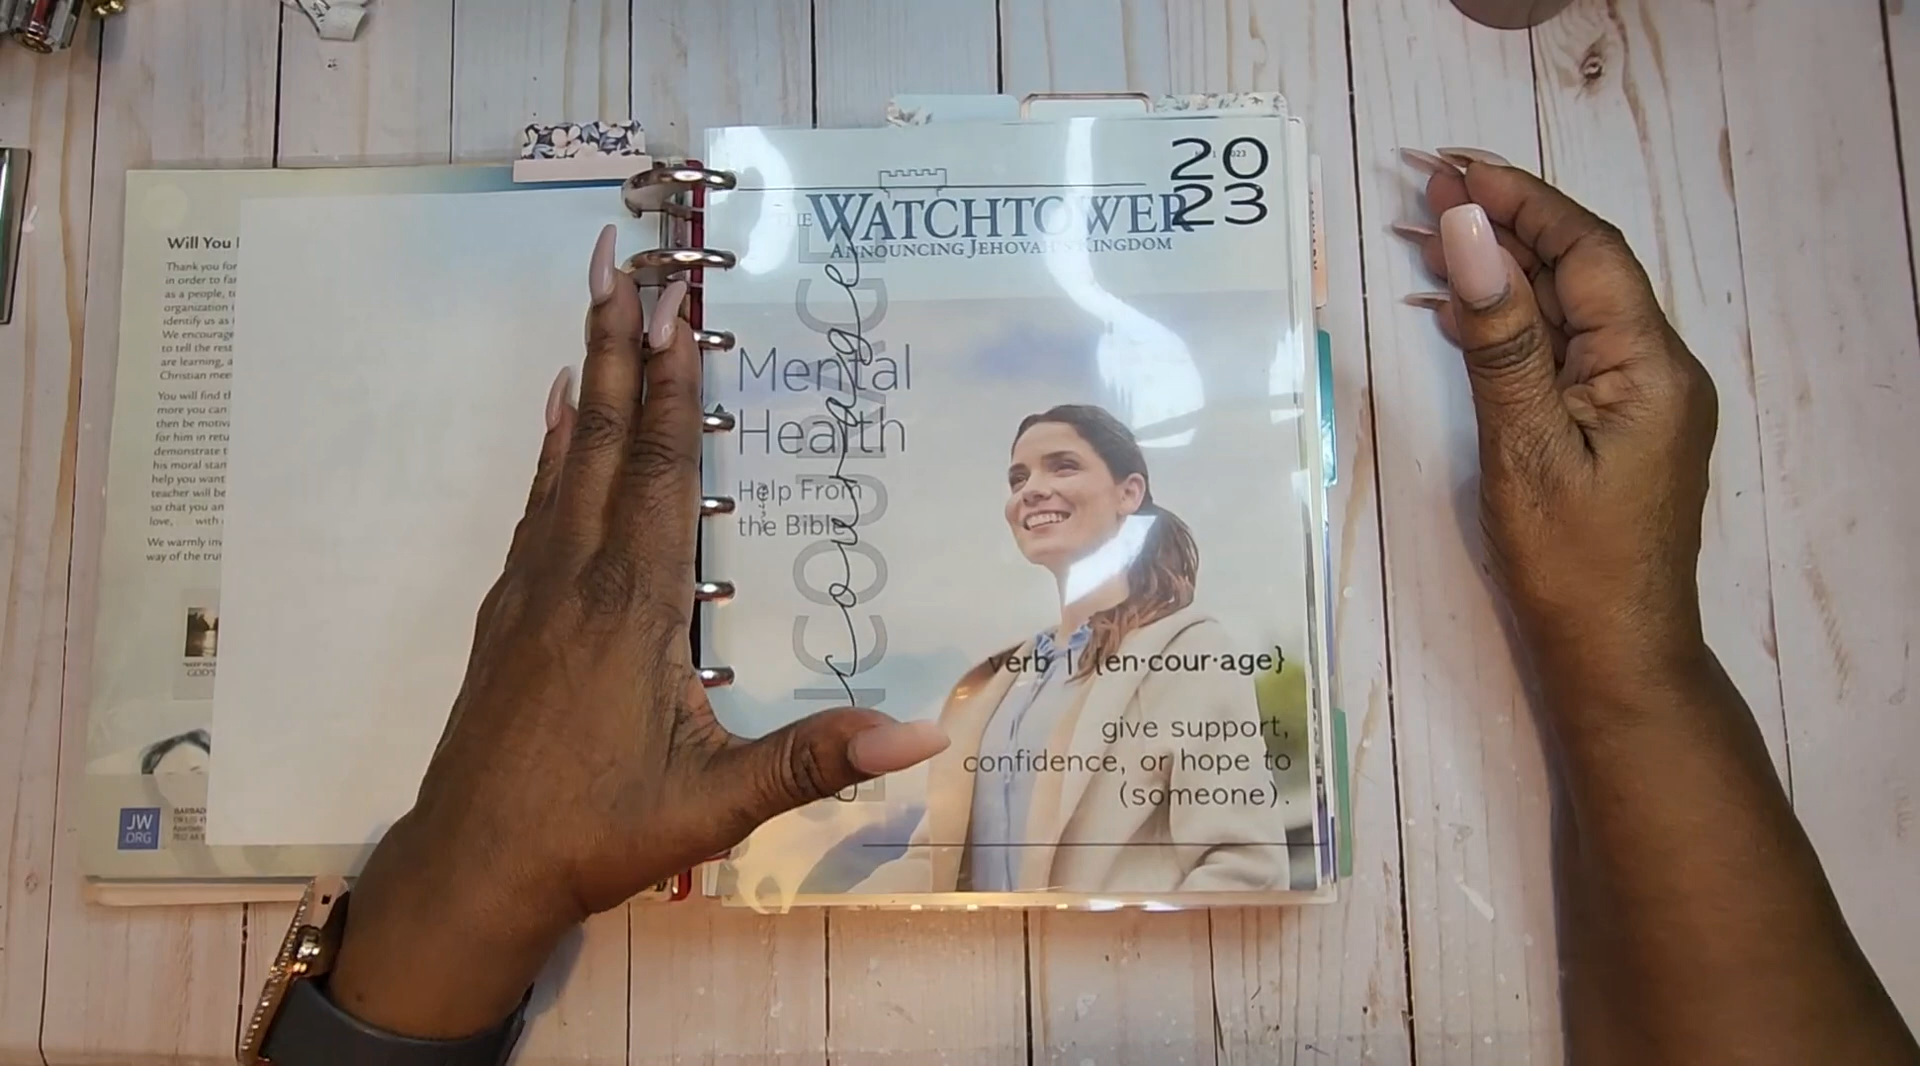 Will You
Thank you for
in order to
as a people,
organization
identify us as
We encourage
to tell the rest
are learning,
Christian
You will find
more you can
then be
for him in
demonstrate
his moral
help you want
teacher will be
so that you
love, with
We warmly
way of the
GOD'S
JW
.ORG
20
23
THE WATCHTOWER
ANNOUNCING JEHOVAH'S KINGDOM
ENCOURAGE
encourage
Mental
Health
Help From
the Bible
verb | {en·cour·age}
give support,
confidence, or hope to
(someone).